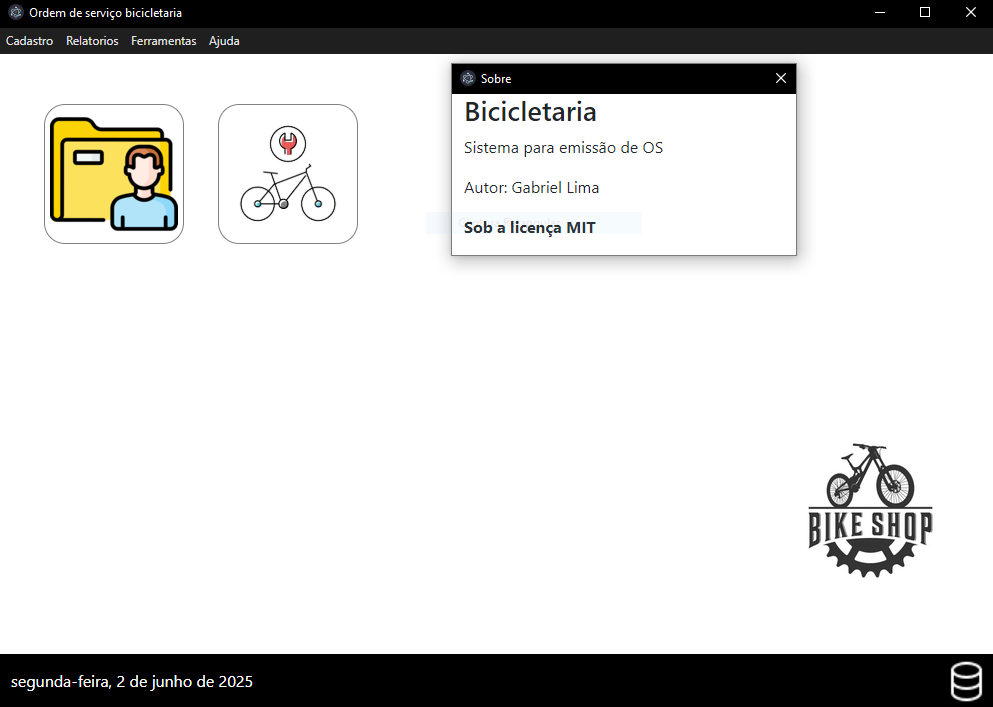 Ordem de serviço bicicletaria
Cadastro Relatorios Ferramentas Ajuda
Sobre
Bicicletaria
Sistema para emissão de OS
Autor: Gabriel Lima
Sob a licença MIT
BIKE SHOP
segunda-feira, 2 de junho de 2025